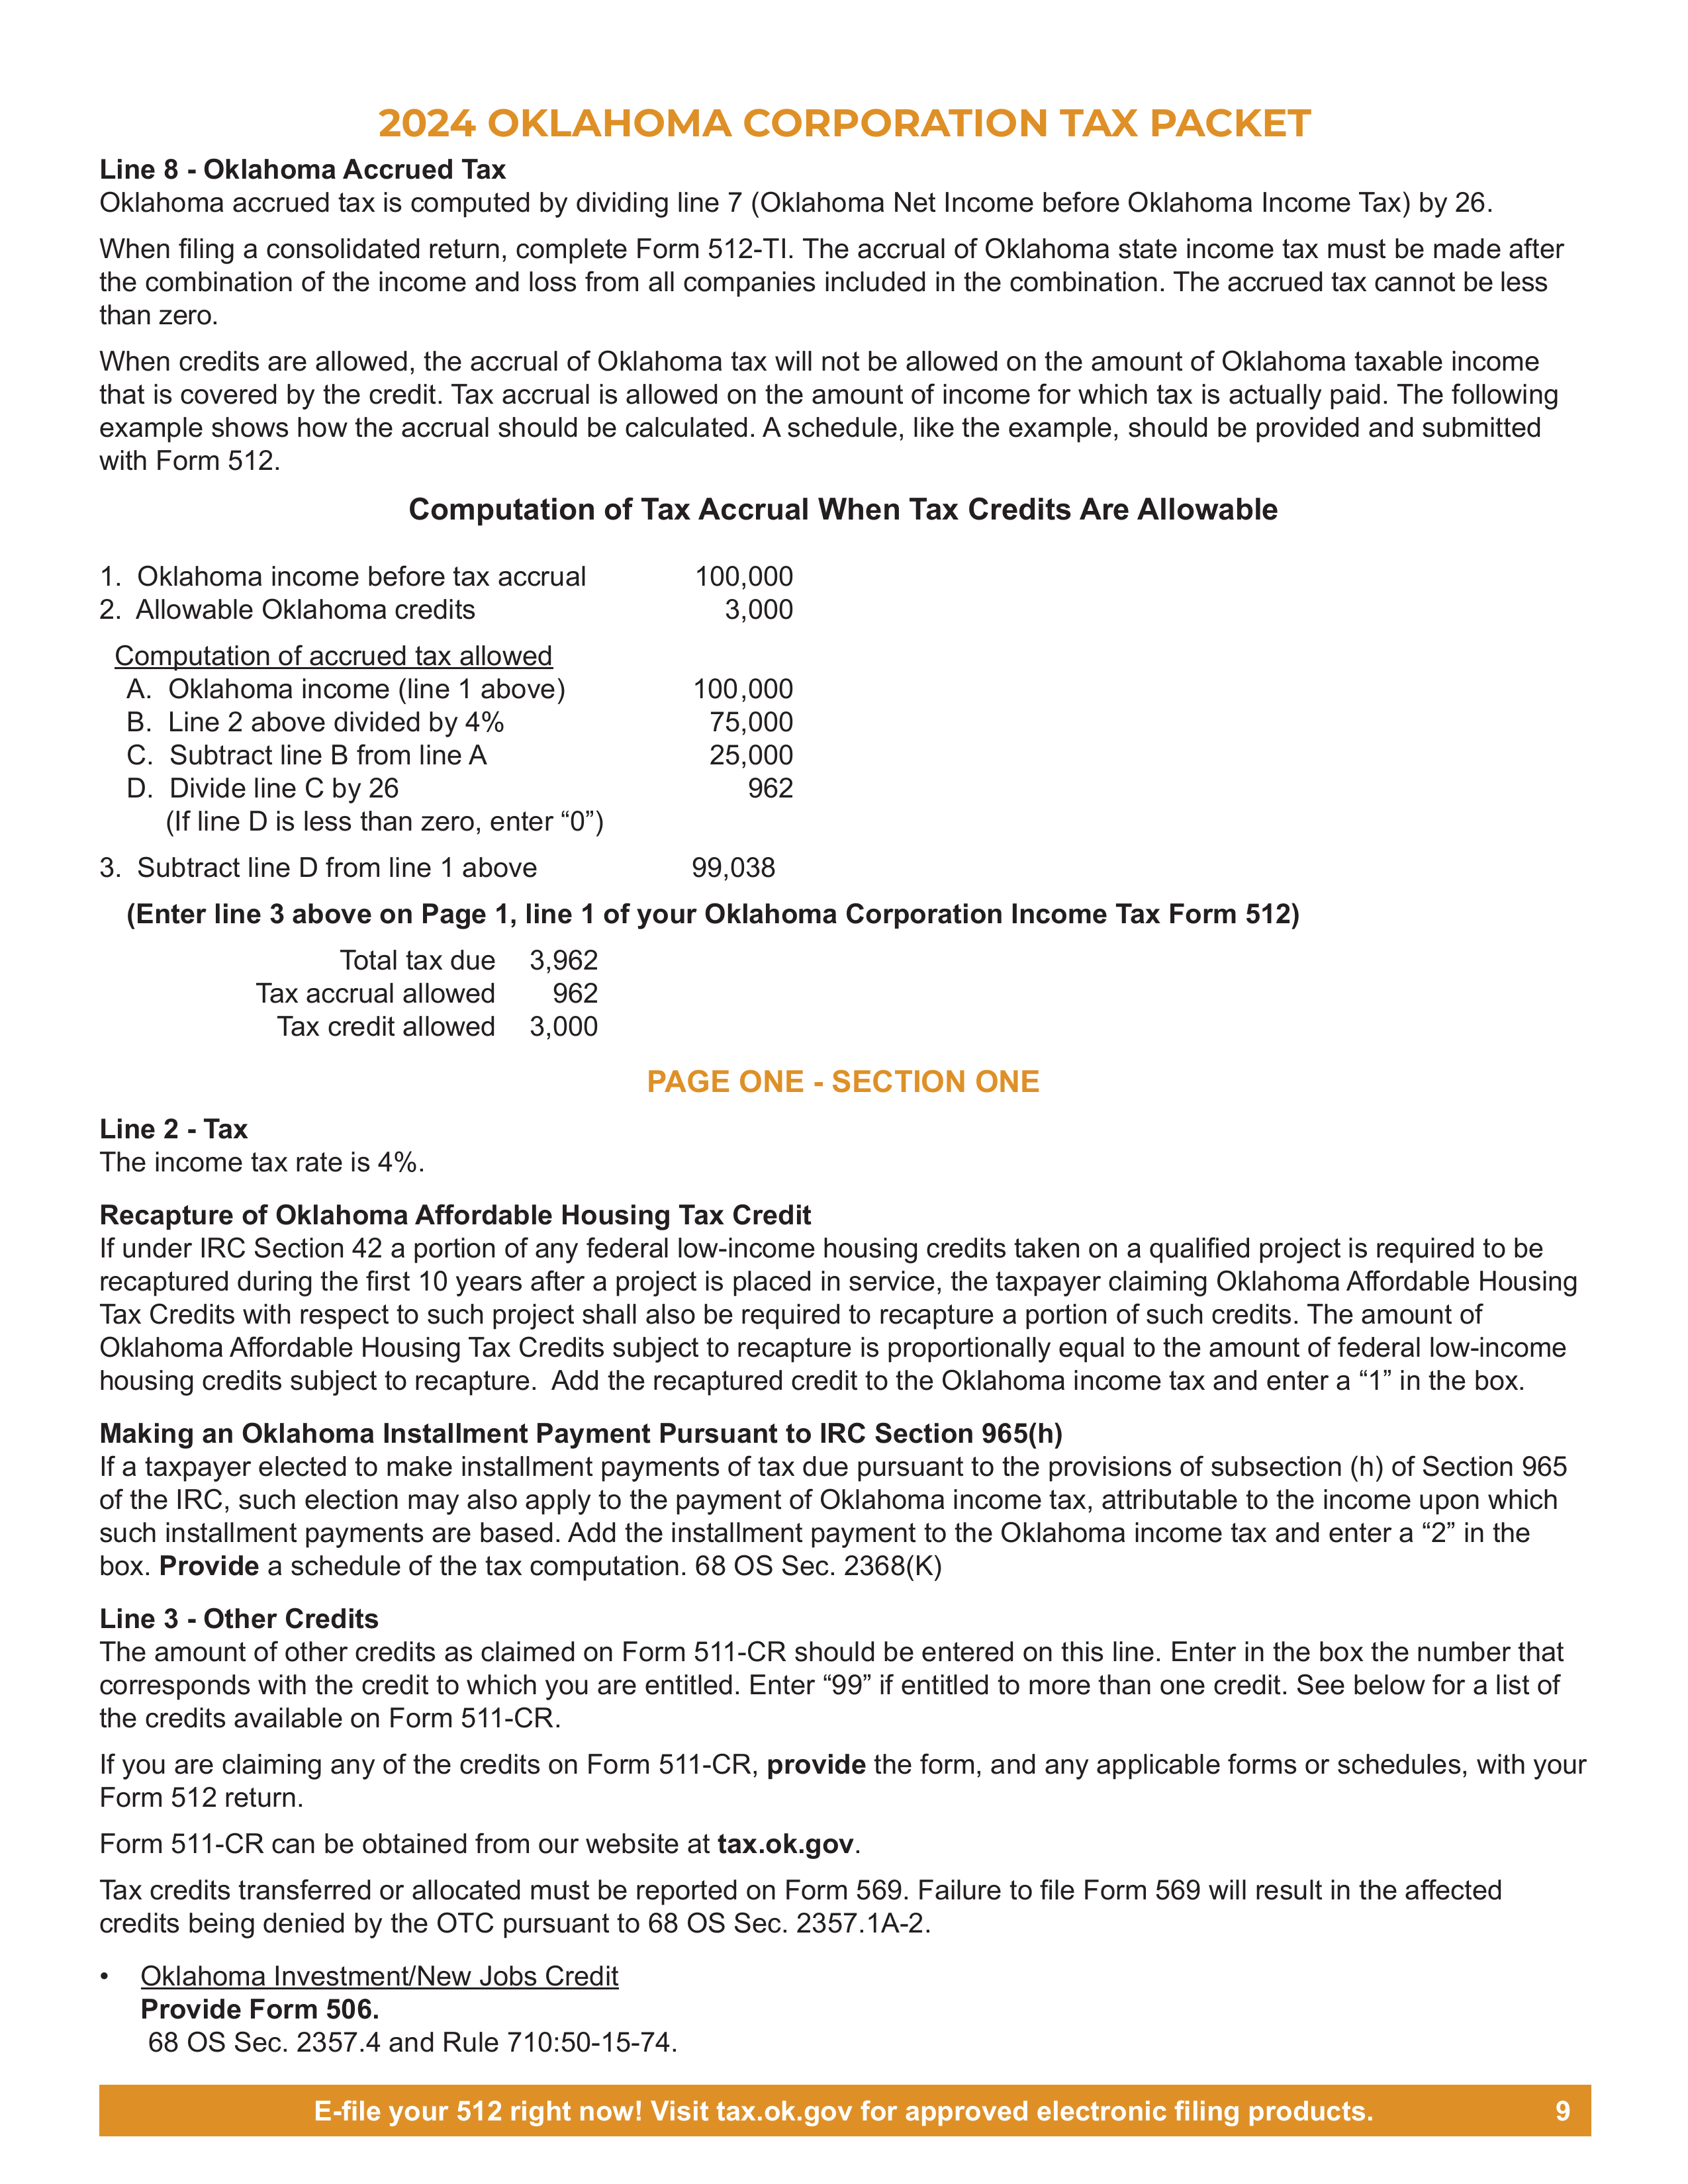 2024 OKLAHOMA CORPORATION TAX PACKET
Line 8 - Oklahoma Accrued Tax
Oklahoma accrued tax is computed by dividing line 7 (Oklahoma Net Income before Oklahoma Income Tax) by 26.
When filing a consolidated return, complete Form 512-TI. The accrual of Oklahoma state income tax must be made after
the combination of the income and loss from all companies included in the combination. The accrued tax cannot be less
than zero.
When credits are allowed, the accrual of Oklahoma tax will not be allowed on the amount of Oklahoma taxable income
that is covered by the credit. Tax accrual is allowed on the amount of income for which tax is actually paid. The following
example shows how the accrual should be calculated. A schedule, like the example, should be provided and submitted
with Form 512.
Computation of Tax Accrual When Tax Credits Are Allowable
1. Oklahoma income before tax accrual 100,000
2. Allowable Oklahoma credits 3,000
Computation of accrued tax allowed
A. Oklahoma income (line 1 above) 100,000
B. Line 2 above divided by 4% 75,000
C. Subtract line B from line A 25,000
D. Divide line C by 26 962
(If line D is less than zero, enter “0”)
3. Subtract line D from line 1 above 99,038
(Enter line 3 above on Page 1, line 1 of your Oklahoma Corporation Income Tax Form 512)
Total tax due 3,962
Tax accrual allowed 962
Tax credit allowed 3,000
PAGE ONE - SECTION ONE
Line 2 - Tax
The income tax rate is 4%.
Recapture of Oklahoma Affordable Housing Tax Credit
If under IRC Section 42 a portion of any federal low-income housing credits taken on a qualified project is required to be
recaptured during the first 10 years after a project is placed in service, the taxpayer claiming Oklahoma Affordable Housing
Tax Credits with respect to such project shall also be required to recapture a portion of such credits. The amount of
Oklahoma Affordable Housing Tax Credits subject to recapture is proportionally equal to the amount of federal low-income
housing credits subject to recapture. Add the recaptured credit to the Oklahoma income tax and enter a “1” in the box.
Making an Oklahoma Installment Payment Pursuant to IRC Section 965(h)
If a taxpayer elected to make installment payments of tax due pursuant to the provisions of subsection (h) of Section 965
of the IRC, such election may also apply to the payment of Oklahoma income tax, attributable to the income upon which
such installment payments are based. Add the installment payment to the Oklahoma income tax and enter a “2” in the
box. Provide a schedule of the tax computation. 68 OS Sec. 2368(K)
Line 3 - Other Credits
The amount of other credits as claimed on Form 511-CR should be entered on this line. Enter in the box the number that
corresponds with the credit to which you are entitled. Enter “99” if entitled to more than one credit. See below for a list of
the credits available on Form 511-CR.
If you are claiming any of the credits on Form 511-CR, provide the form, and any applicable forms or schedules, with your
Form 512 return.
Form 511-CR can be obtained from our website at tax.ok.gov.
Tax credits transferred or allocated must be reported on Form 569. Failure to file Form 569 will result in the affected
credits being denied by the OTC pursuant to 68 OS Sec. 2357.1A-2.
• Oklahoma Investment/New Jobs Credit
Provide Form 506.
68 OS Sec. 2357.4 and Rule 710:50-15-74.
E-file your 512 right now! Visit tax.ok.gov for approved electronic filing products. 9